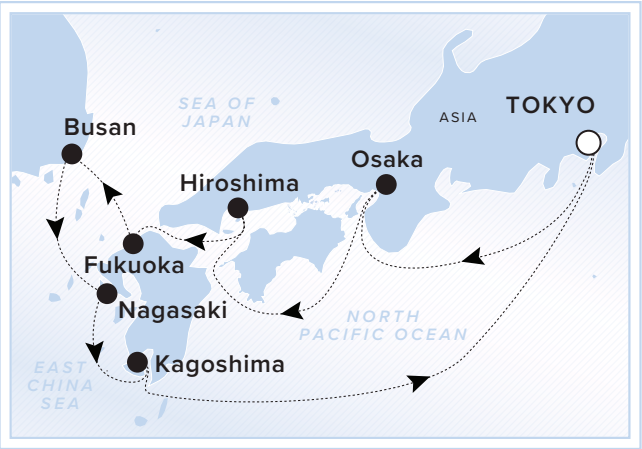 SEA OF
JAPAN
ASIA
TOKYO
Busan
Osaka
Hiroshima
Fukuoka
Nagasaki
NORTH
PACIFIC OCEAN
Kagoshima
EAST
CHINA
SEA